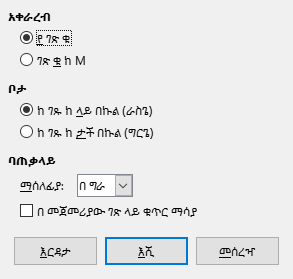 አቀራረብ
የ ገጽ ቁ
ገጽ ቁ ከ M
ቦታ
ከ ገጹ ከ ላይ በኩል (ራስጌ)
ከ ገጹ ከ ታች በኩል (ግርጌ)
ባጠቃላይ
ማሰለፊያ: በ ግራ
በ መጀመሪያው ገጽ ላይ ቁጥር ማሳያ
እርዳታ እሺ መሰረዣ